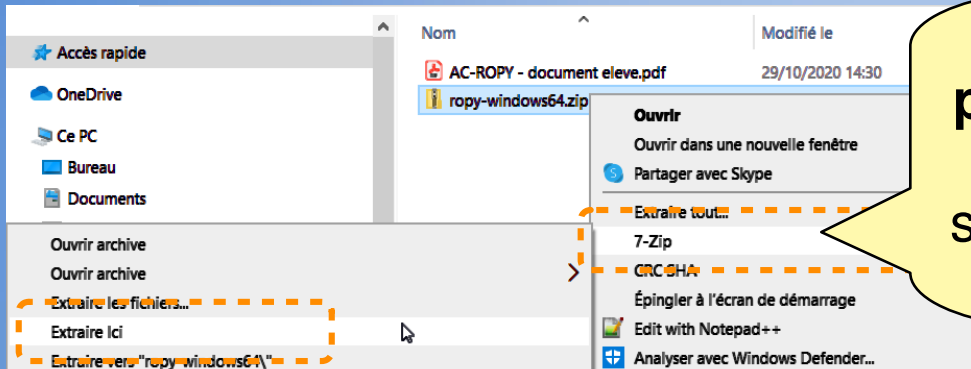 Nom Modifié le
Accès rapide
AC-ROPY - document eleve.pdf 29/10/2020 14:30
OneDrive
ropy-windows64.zip
Ce PC
Bureau
Documents
Ouvrir
Ouvrir dans une nouvelle fenêtre
Partager avec Skype
Extraire tout...
7-Zip
CRC SHA
Épingler à l'écran de démarrage
Edit with Notepad++
Analyser avec Windows Defender...
Ouvrir archive
Ouvrir archive
Extraire les fichiers...
Extraire Ici
Extraire vers "ropy-windows64\"